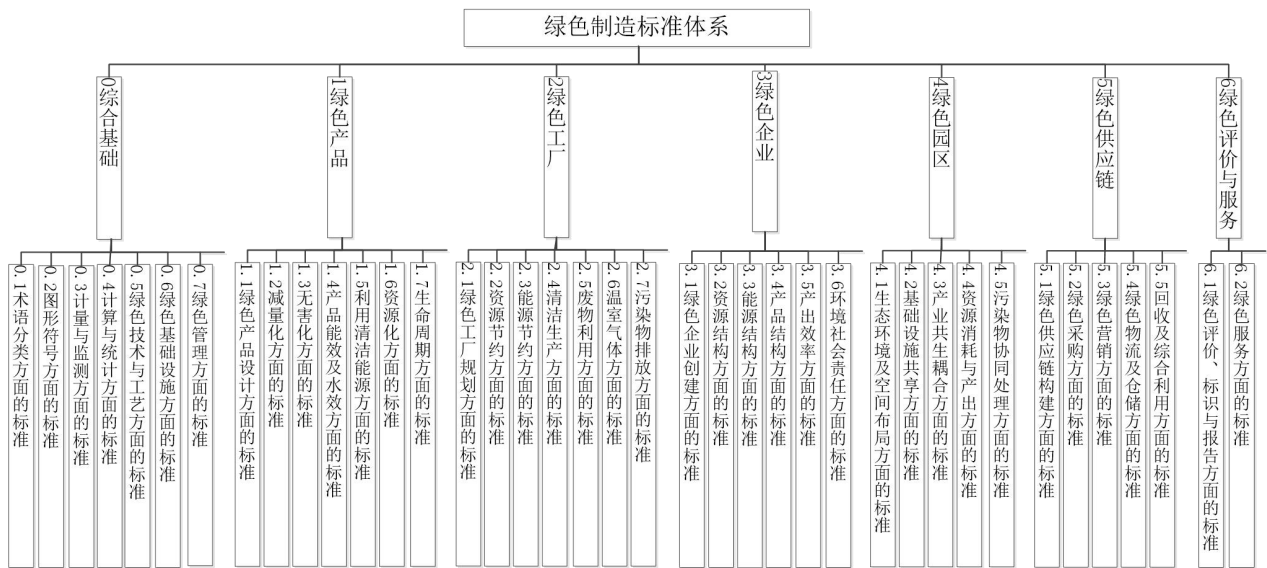 绿色制造标准体系
0综合基础
1绿色产品
2绿色工厂
3绿色企业
4绿色园区
5绿色供应链
6绿色评价与服务
0.1术语分类方面的标准
0.2图形符号方面的标准
0.3计量与监测方面的标准
0.4计算与统计方面的标准
0.5绿色技术与工艺方面的标准
0.6绿色基础设施方面的标准
0.7绿色管理方面的标准
1.1绿色产品设计方面的标准
1.2减量化方面的标准
1.3无害化方面的标准
1.4产品能效及水效方面的标准
1.5利用清洁能源方面的标准
1.6资源化方面的标准
1.7生命周期方面的标准
2.1绿色工厂规划方面的标准
2.2资源节约方面的标准
2.3能源节约方面的标准
2.4清洁生产方面的标准
2.5废物利用方面的标准
2.6温室气体方面的标准
2.7污染物排放方面的标准
3.1绿色企业创建方面的标准
3.2资源结构方面的标准
3.3能源结构方面的标准
3.4产品结构方面的标准
3.5产出效率方面的标准
3.6环境社会责任方面的标准
4.1生态环境及空间布局方面的标准
4.2基础设施共享方面的标准
4.3产业共生耦合方面的标准
4.4资源消耗与产出方面的标准
4.5污染物协同处理方面的标准
5.1绿色供应链构建方面的标准
5.2绿色采购方面的标准
5.3绿色营销方面的标准
5.4绿色物流及仓储方面的标准
5.5回收及综合利用方面的标准
6.1绿色评价、标识与报告方面的标准
6.2绿色服务方面的标准